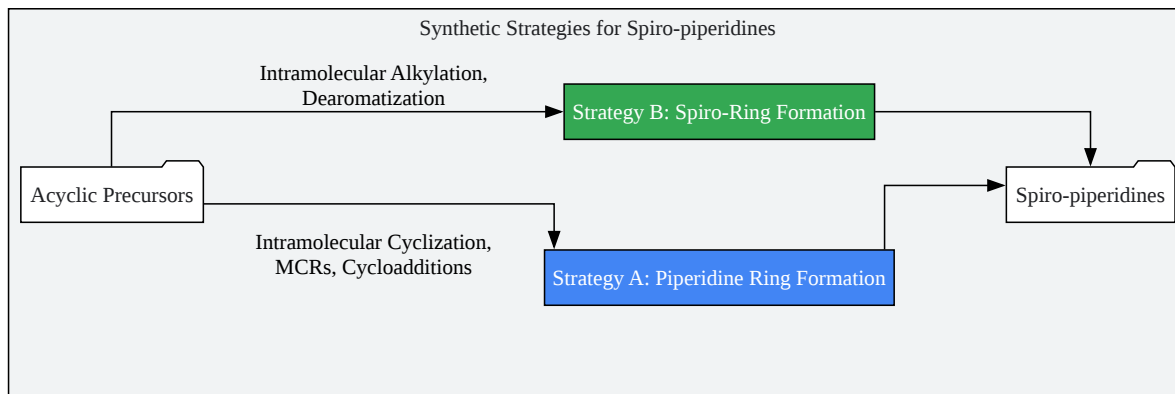 Synthetic Strategies for Spiro-piperidines
Intramolecular Alkylation,
Dearomatization
Strategy B: Spiro-Ring Formation
Acyclic Precursors
Spiro-piperidines
Intramolecular Cyclization,
MCRs, Cycloadditions
Strategy A: Piperidine Ring Formation